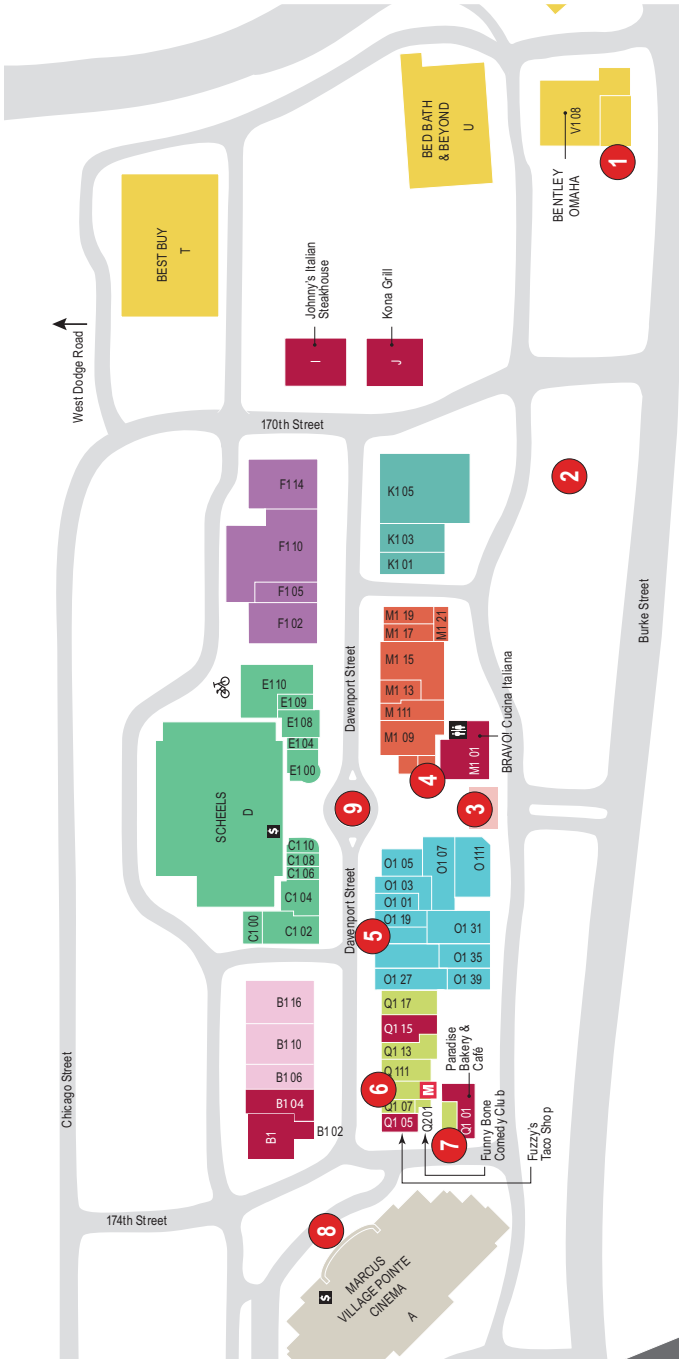 BED BATH
& BEYOND
U
V108
BENTLEY
OMAHA
1
BEST BUY
T
Johnny's Italian
Steakhouse
I
Kona Grill
J
West Dodge Road
170th Street
F114
F110
F105
F102
K105
K103
K101
2
Burke Street
M1 19
M1 17
M1 21
M1 15
M1 13
M 111
M1 09
M1 01
BRAVO! Cucina Italiana
E110
E109
E108
E104
E100
Davenport Street
SCHEELS
D
$
9
4
3
C110
C108
C106
C104
C102
C100
Davenport Street
O1 05
O1 07
O 111
O1 03
O1 01
O1 19
O1 31
O1 35
O1 27
O1 39
5
Chicago Street
B116
B110
B106
B104
B1
B102
Q1 17
Q1 15
Q1 13
Q 111
Q1 07
Q1 05
Q201
Q1 01
M
6
7
Paradise
Bakery &
Café
Funny Bone
Comedy Club
Fuzzy's
Taco Shop
174th Street
8
$
MARCUS
VILLAGE POINTE
CINEMA
A